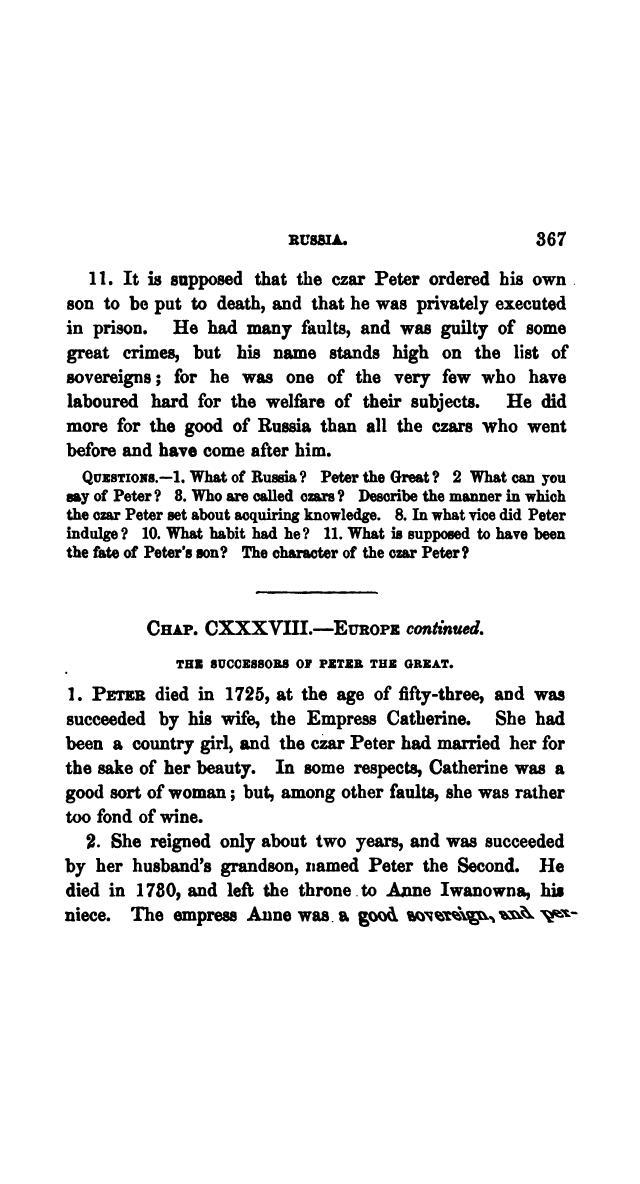 RUSSIA. 367
11. It is supposed that the czar Peter ordered his own
son to be put to death, and that he was privately executed
in prison. He had many faults, and was guilty of some
great crimes, but his name stands high on the list of
sovereigns; for he was one of the very few who have
laboured hard for the welfare of their subjects. He did
more for the good of Russia than all the czars who went
before and have come after him.
QUESTIONS.—1. What of Russia? Peter the Great? 2 What can you
say of Peter? 3. Who are called czars? Describe the manner in which
the czar Peter set about acquiring knowledge. 8. In what vice did Peter
indulge? 10. What habit had he? 11. What is supposed to have been
the fate of Peter's son? The character of the czar Peter?
CHAP. CXXXVIII.—EUROPE continued.
THE SUCCESSORS OF PETER THE GREAT.
1. PETER died in 1725, at the age of fifty-three, and was
succeeded by his wife, the Empress Catherine. She had
been a country girl, and the czar Peter had married her for
the sake of her beauty. In some respects, Catherine was a
good sort of woman; but, among other faults, she was rather
too fond of wine.
2. She reigned only about two years, and was succeeded
by her husband's grandson, named Peter the Second. He
died in 1730, and left the throne to Anne Iwanowna, his
niece. The empress Anne was a good sovereign, and per-